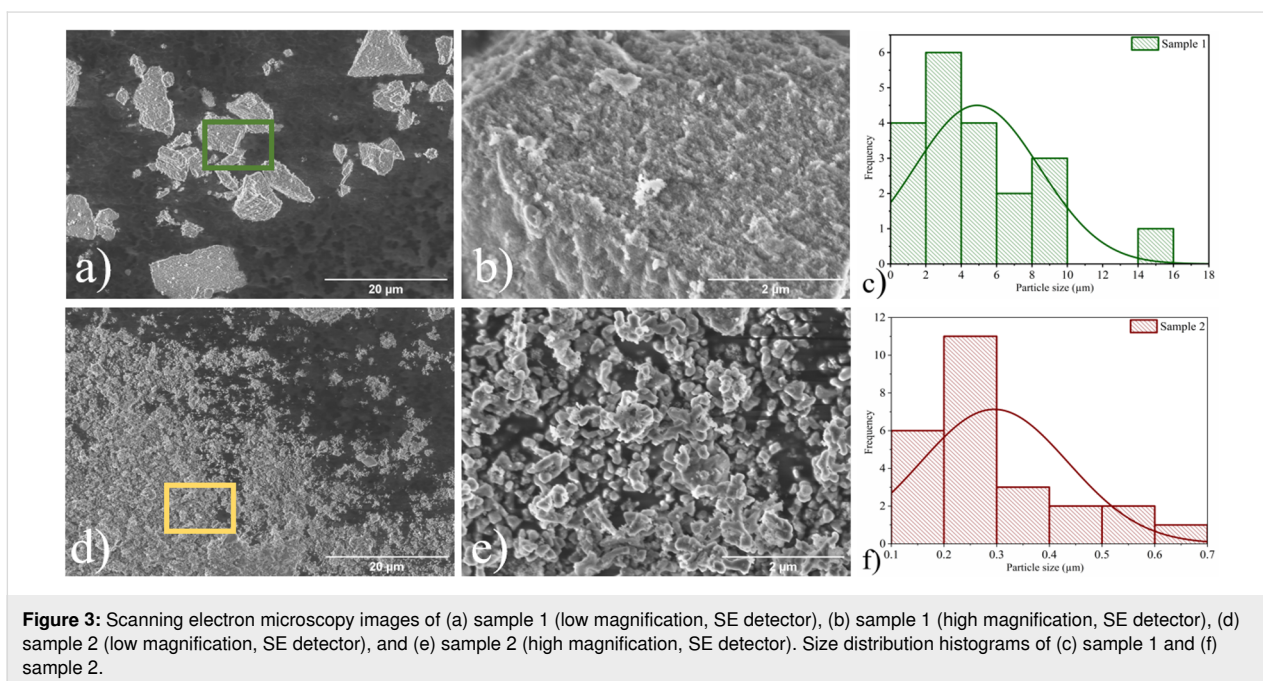 a)
20 µm
b)
2 µm
Sample 1
Frequency
6
5
4
3
2
1
0
0 2 4 6 8 10 12 14 16 18
Particle size (µm)
c)
d)
20 µm
e)
2 µm
Sample 2
Frequency
12
10
8
6
4
2
0
0.1 0.2 0.3 0.4 0.5 0.6 0.7
Particle size (µm)
f)
Figure 3: Scanning electron microscopy images of (a) sample 1 (low magnification, SE detector), (b) sample 1 (high magnification, SE detector), (d)
sample 2 (low magnification, SE detector), and (e) sample 2 (high magnification, SE detector). Size distribution histograms of (c) sample 1 and (f)
sample 2.